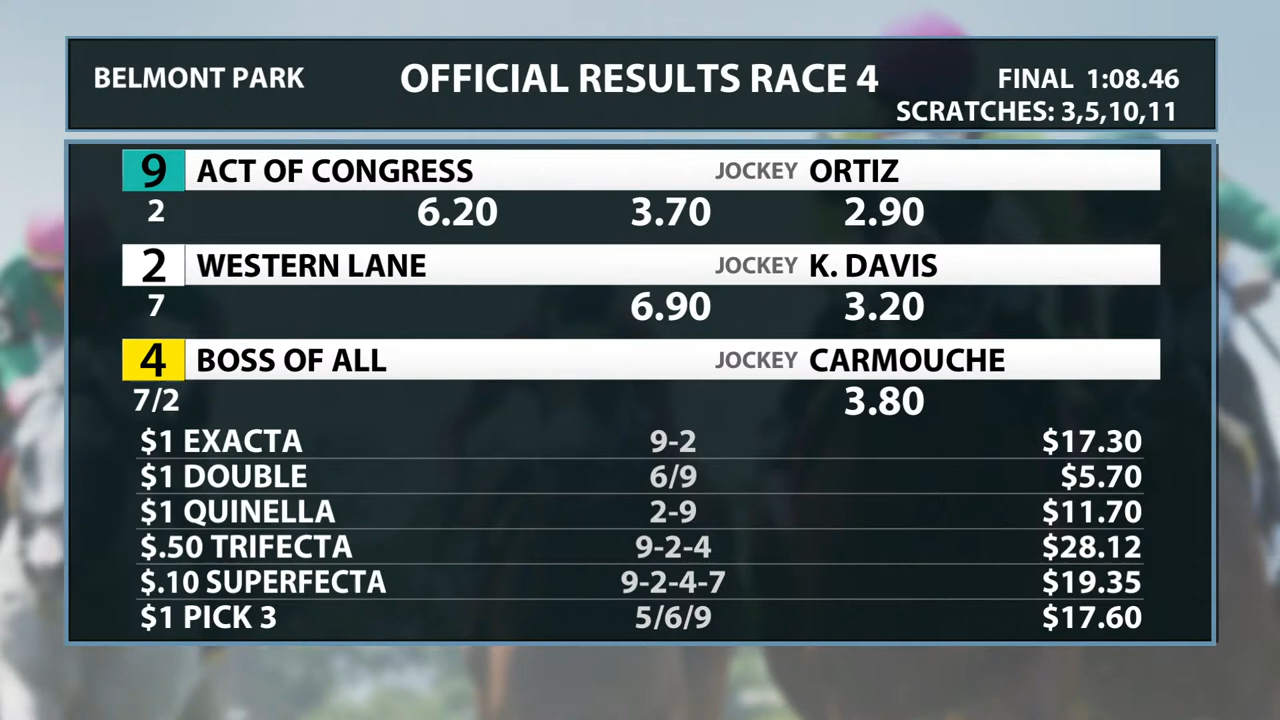 BELMONT PARK OFFICIAL RESULTS RACE 4 FINAL 1:08.46
SCRATCHES: 3,5,10,11
9 ACT OF CONGRESS JOCKEY ORTIZ
2 6.20 3.70 2.90
2 WESTERN LANE JOCKEY K. DAVIS
7 6.90 3.20
4 BOSS OF ALL JOCKEY CARMOUCHE
7/2 3.80
$1 EXACTA 9-2 $17.30
$1 DOUBLE 6/9 $5.70
$1 QUINELLA 2-9 $11.70
$.50 TRIFECTA 9-2-4 $28.12
$.10 SUPERFECTA 9-2-4-7 $19.35
$1 PICK 3 5/6/9 $17.60